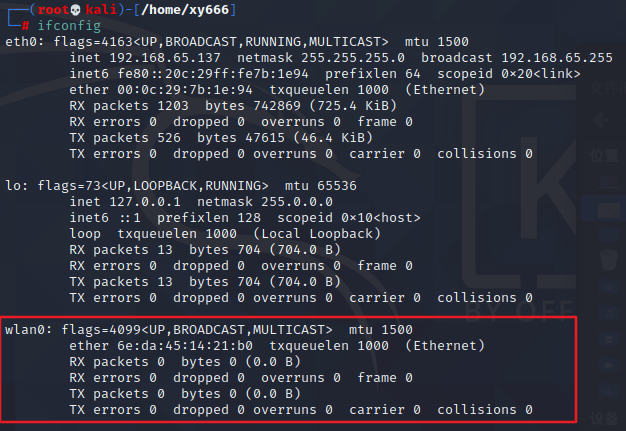 (root💀kali)-[/home/xy666]
# ifconfig
eth0: flags=4163<UP,BROADCAST,RUNNING,MULTICAST>  mtu 1500
inet 192.168.65.137  netmask 255.255.255.0  broadcast 192.168.65.255
inet6 fe80::20c:29ff:fe7b:1e94  prefixlen 64  scopeid 0×20<link>
ether 00:0c:29:7b:1e:94  txqueuelen 1000  (Ethernet)
RX packets 1203  bytes 742869 (725.4 KiB)
RX errors 0  dropped 0  overruns 0  frame 0
TX packets 526  bytes 47615 (46.4 KiB)
TX errors 0  dropped 0 overruns 0  carrier 0  collisions 0
lo: flags=73<UP,LOOPBACK,RUNNING>  mtu 65536
inet 127.0.0.1  netmask 255.0.0.0
inet6 ::1  prefixlen 128  scopeid 0×10<host>
loop  txqueuelen 1000  (Local Loopback)
RX packets 13  bytes 704 (704.0 B)
RX errors 0  dropped 0  overruns 0  frame 0
TX packets 13  bytes 704 (704.0 B)
TX errors 0  dropped 0 overruns 0  carrier 0  collisions 0
wlan0: flags=4099<UP,BROADCAST,MULTICAST>  mtu 1500
ether 6e:da:45:14:21:b0  txqueuelen 1000  (Ethernet)
RX packets 0  bytes 0 (0.0 B)
RX errors 0  dropped 0  overruns 0  frame 0
TX packets 0  bytes 0 (0.0 B)
TX errors 0  dropped 0 overruns 0  carrier 0  collisions 0
位置
设备
K
BY OFF